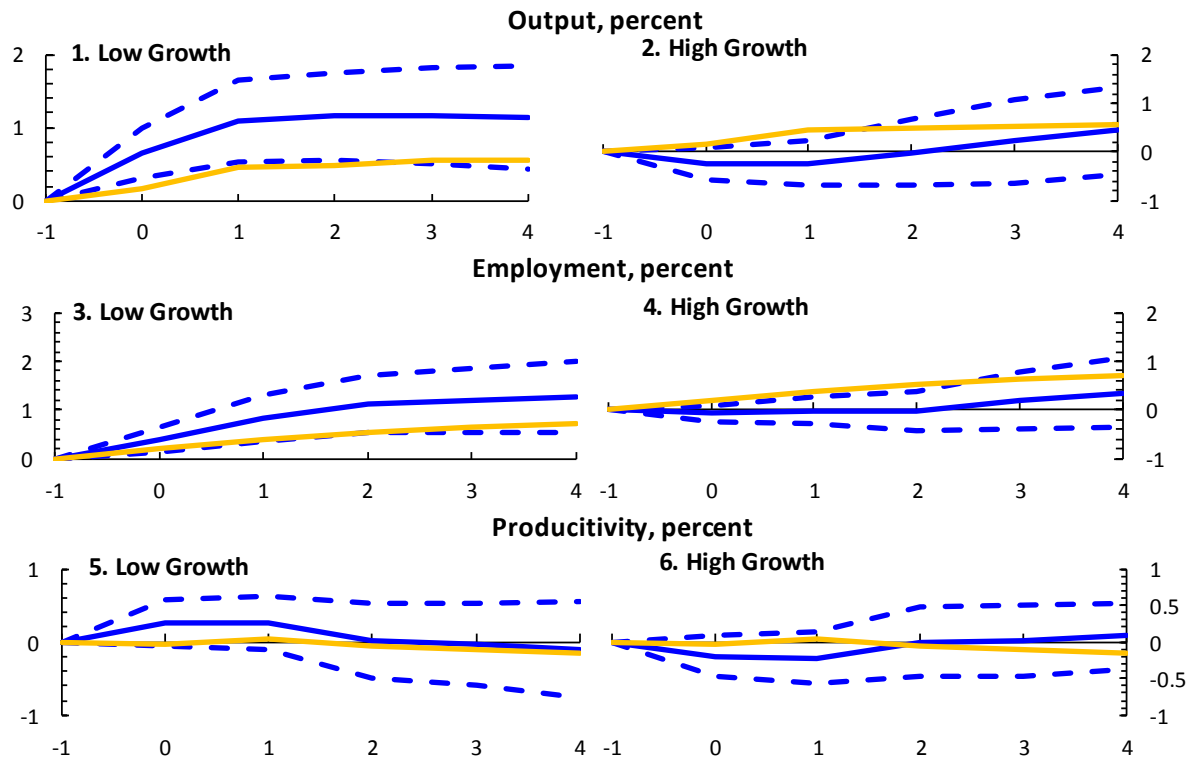 Output, percent
1. Low Growth
2. High Growth
2
1
0
2
1
0
-1
-1 0 1 2 3 4
-1 0 1 2 3 4
Employment, percent
3. Low Growth
4. High Growth
3
2
1
0
2
1
0
-1
-1 0 1 2 3 4
-1 0 1 2 3 4
Producitivity, percent
5. Low Growth
6. High Growth
1
0
-1
1
0.5
0
-0.5
-1
-1 0 1 2 3 4
-1 0 1 2 3 4